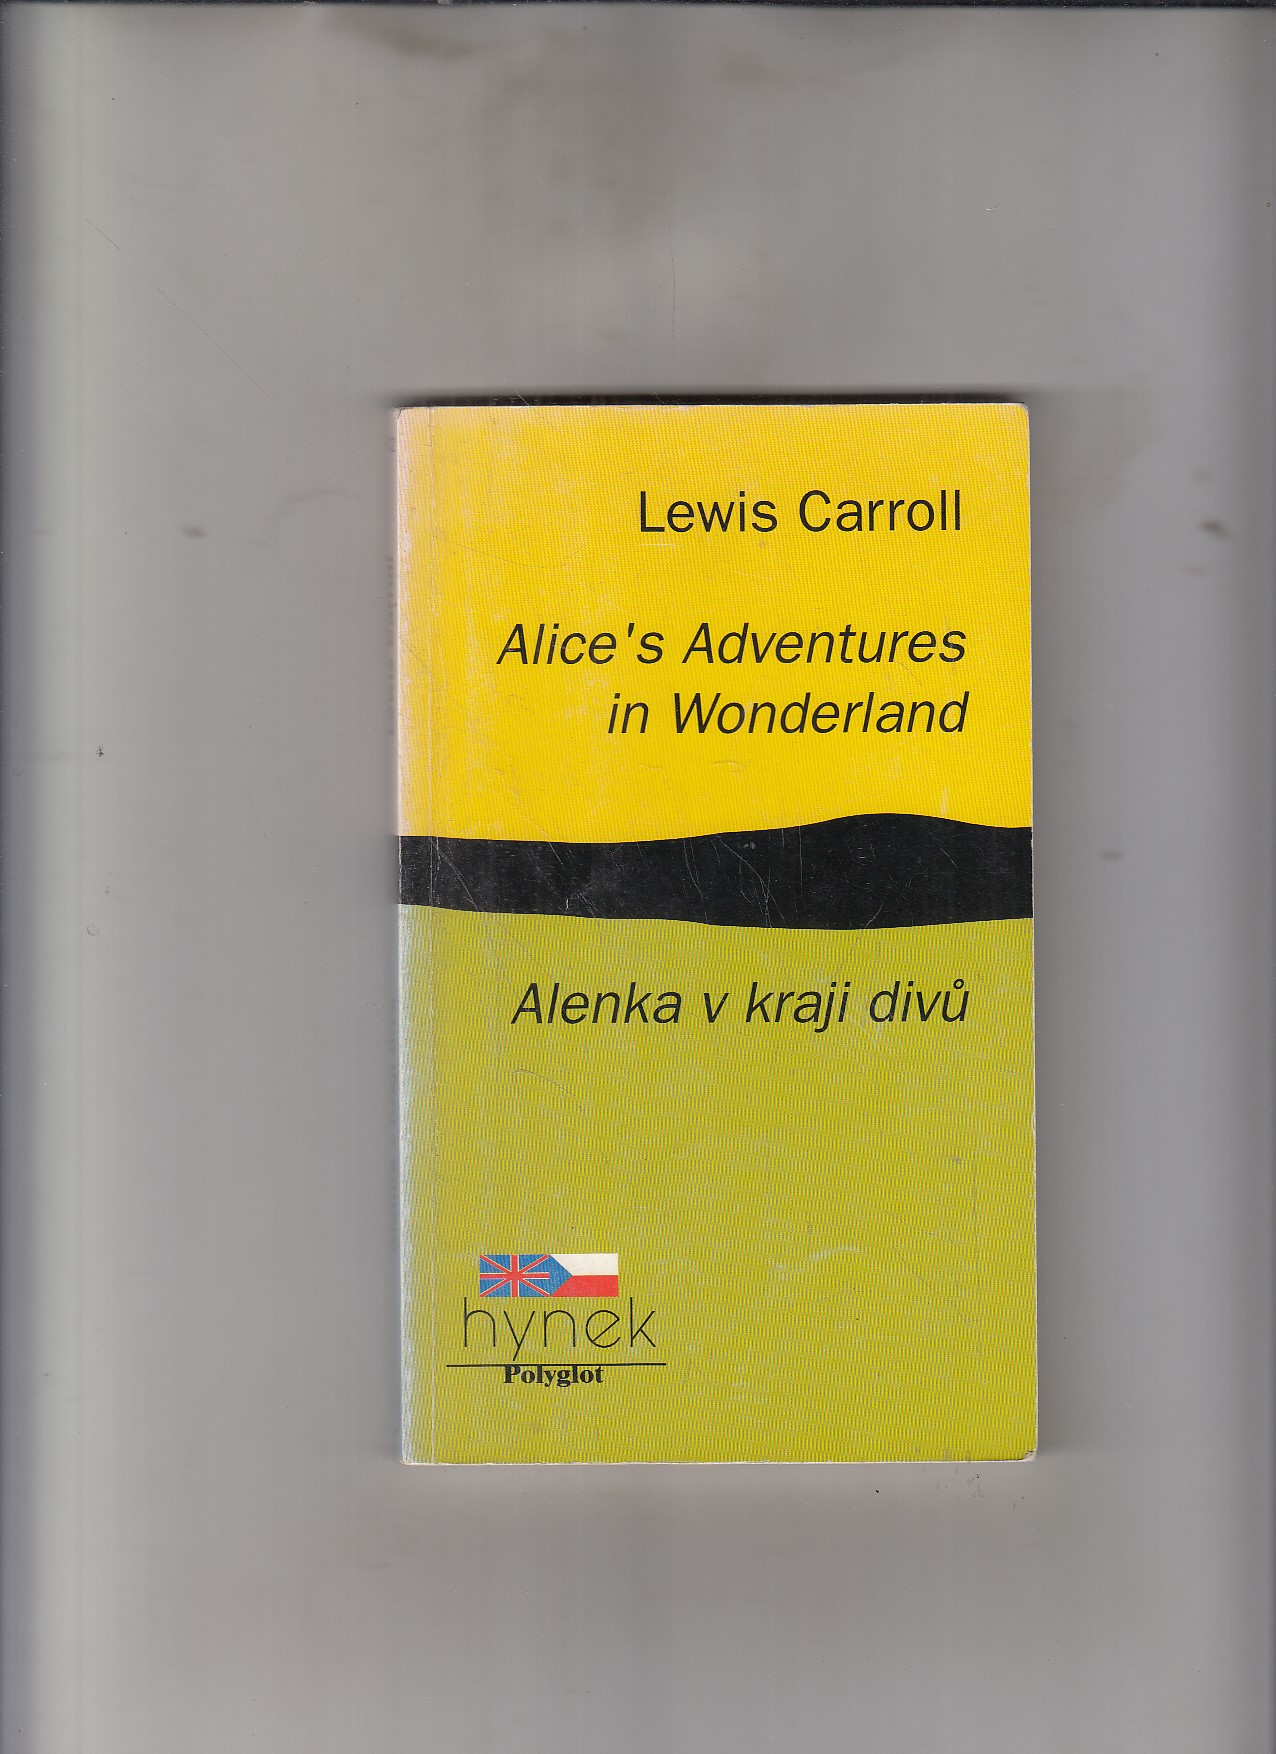 Lewis Carroll
Alice's Adventures
in Wonderland
Alenka v kraji divů
hynek
Polyglot